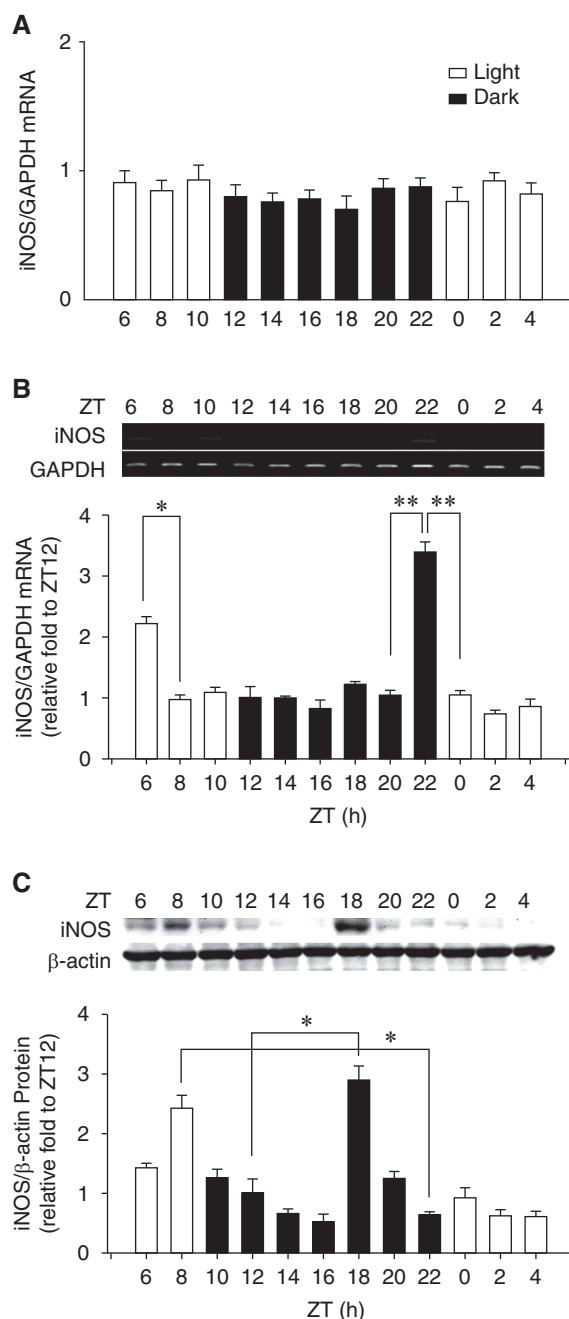 A
iNOS/GAPDH mRNA
2
1
0
Light
Dark
6 8 10 12 14 16 18 20 22 0 2 4
B
ZT 6 8 10 12 14 16 18 20 22 0 2 4
iNOS
GAPDH
iNOS/GAPDH mRNA
(relative fold to ZT12)
4
3
2
1
0
*
** **
6 8 10 12 14 16 18 20 22 0 2 4
ZT (h)
C
ZT 6 8 10 12 14 16 18 20 22 0 2 4
iNOS
β-actin
iNOS/β-actin Protein
(relative fold to ZT12)
4
3
2
1
0
*
*
6 8 10 12 14 16 18 20 22 0 2 4
ZT (h)